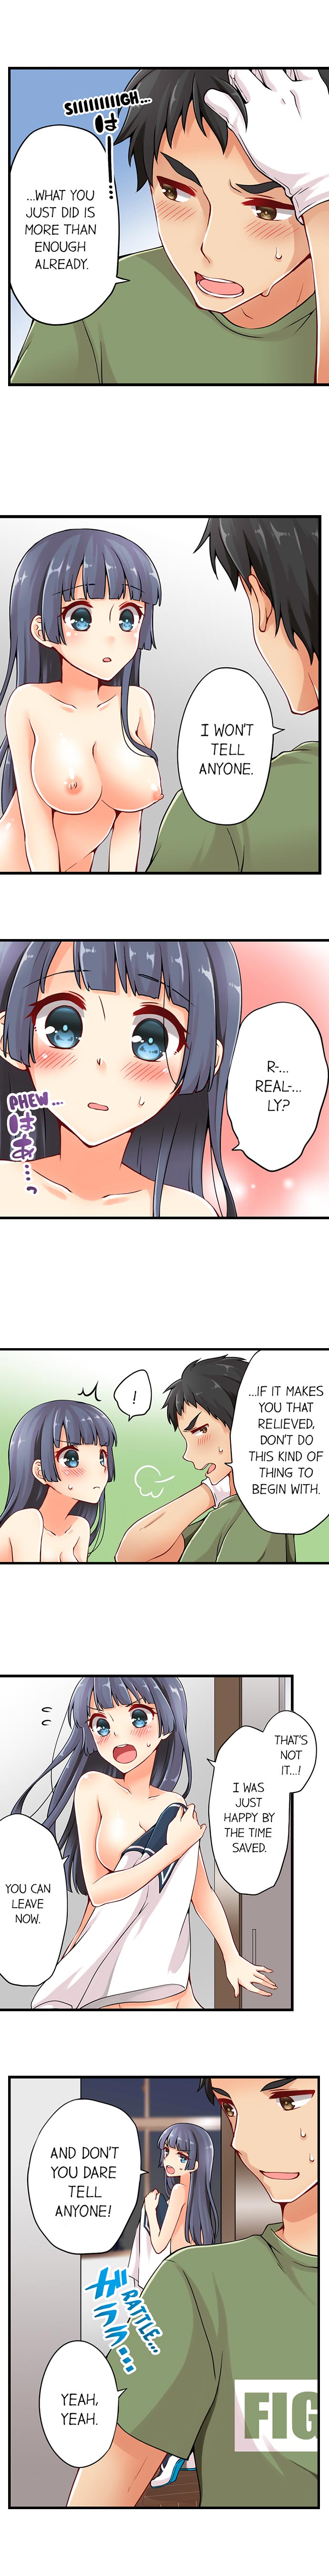 SIIIIIIIIIGH...
は......
...WHAT YOU
JUST DID IS
MORE THAN
ENOUGH
ALREADY.
I WON'T
TELL
ANYONE.
R-...
REAL-...
LY?
PHEW...
はぁ...っ
...IF IT MAKES
YOU THAT
RELIEVED,
DON'T DO
THIS KIND OF
THING TO
BEGIN WITH.
!
THAT'S
NOT
IT...!
I WAS
JUST
HAPPY BY
THE TIME
SAVED.
YOU CAN
LEAVE
NOW.
AND DON'T
YOU DARE
TELL
ANYONE!
RATTLE...
ガララ...
YEAH,
YEAH.
FIG